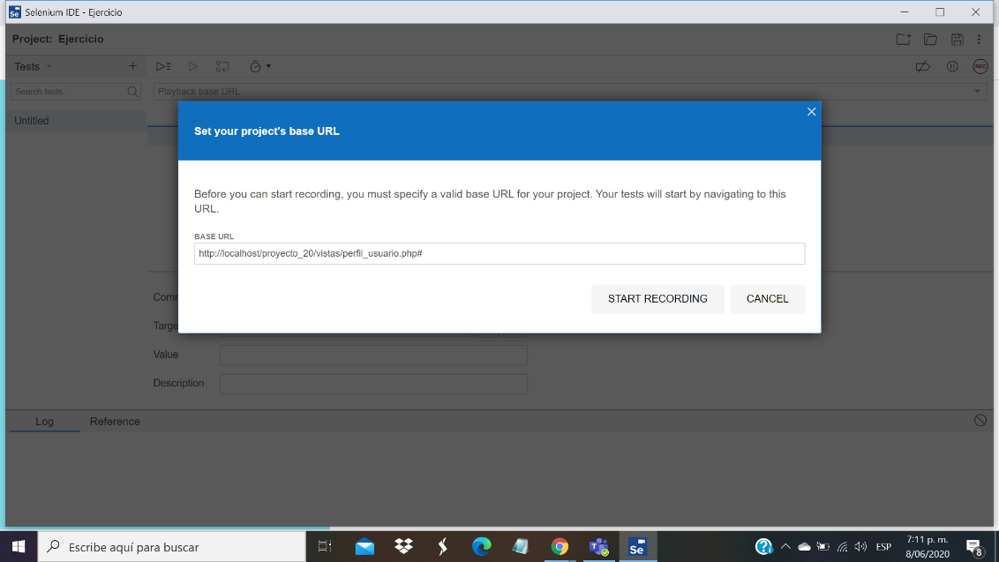 Se Selenium IDE - Ejercicio
Project: Ejercicio
Tests
REC
Search tests...
Playback base URL
Untitled
Set your project's base URL
Before you can start recording, you must specify a valid base URL for your project. Your tests will start by navigating to this
URL.
BASE URL
http://localhost/proyecto_20/vistas/perfil_usuario.php#
START RECORDING
CANCEL
Comm
Targe
Value
Description
Log
Reference
Escribe aquí para buscar
Se
ESP
7:11 p. m.
8/06/2020
8